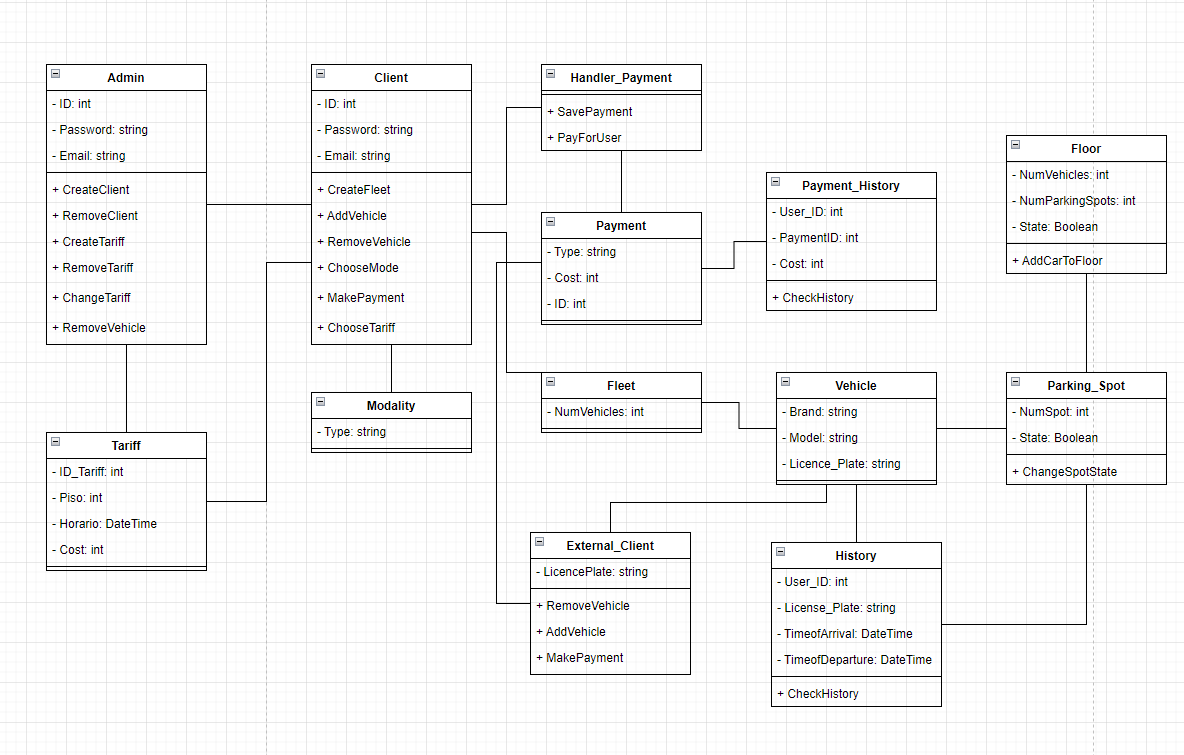 Admin
- ID: int
- Password: string
- Email: string
+ CreateClient
+ RemoveClient
+ CreateTariff
+ RemoveTariff
+ ChangeTariff
+ RemoveVehicle
Client
- ID: int
- Password: string
- Email: string
+ CreateFleet
+ AddVehicle
+ RemoveVehicle
+ ChooseMode
+ MakePayment
+ ChooseTariff
Handler_Payment
+ SavePayment
+ PayForUser
Payment
- Type: string
- Cost: int
- ID: int
Payment_History
- User_ID: int
- PaymentID: int
- Cost: int
+ CheckHistory
Floor
- NumVehicles: int
- NumParkingSpots: int
- State: Boolean
+ AddCarToFloor
Tariff
- ID_Tariff: int
- Piso: int
- Horario: DateTime
- Cost: int
Modality
- Type: string
Fleet
- NumVehicles: int
Vehicle
- Brand: string
- Model: string
- Licence_Plate: string
Parking_Spot
- NumSpot: int
- State: Boolean
+ ChangeSpotState
External_Client
- LicencePlate: string
+ RemoveVehicle
+ AddVehicle
+ MakePayment
History
- User_ID: int
- License_Plate: string
- TimeofArrival: DateTime
- TimeofDeparture: DateTime
+ CheckHistory